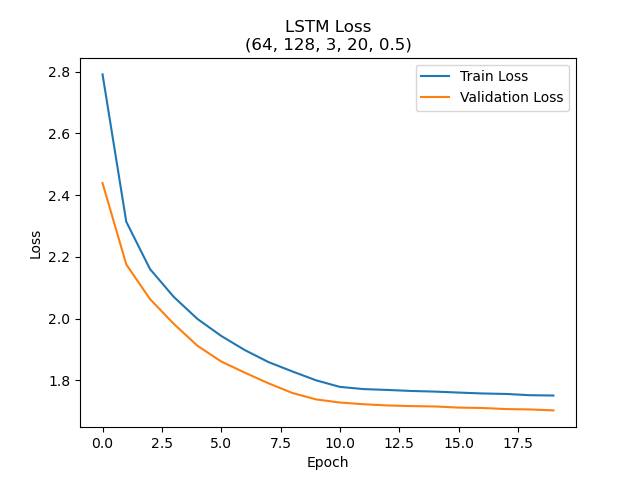 LSTM Loss
(64, 128, 3, 20, 0.5)
Train Loss
Validation Loss
2.8
2.6
2.4
2.2
2.0
1.8
Loss
0.0 2.5 5.0 7.5 10.0 12.5 15.0 17.5
Epoch